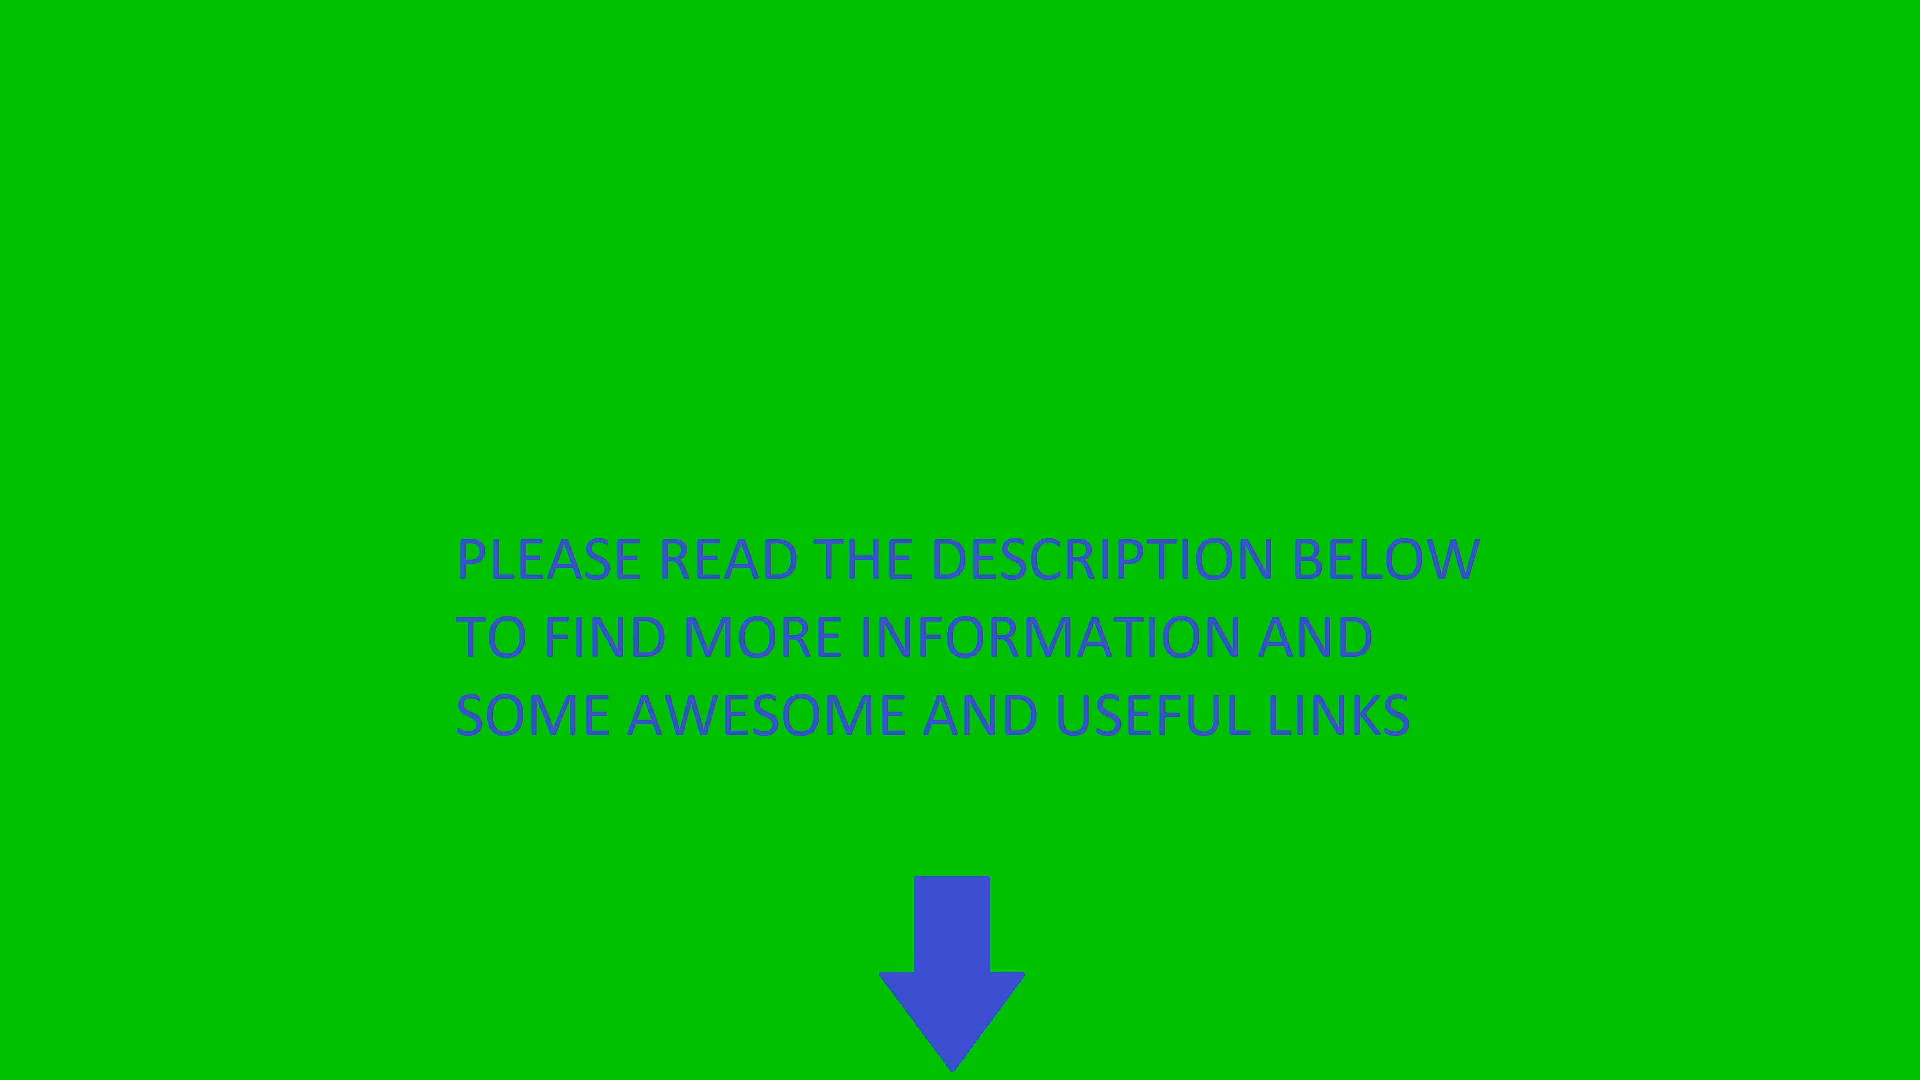 PLEASE READ THE DESCRIPTION BELOW
TO FIND MORE INFORMATION AND
SOME AWESOME AND USEFUL LINKS